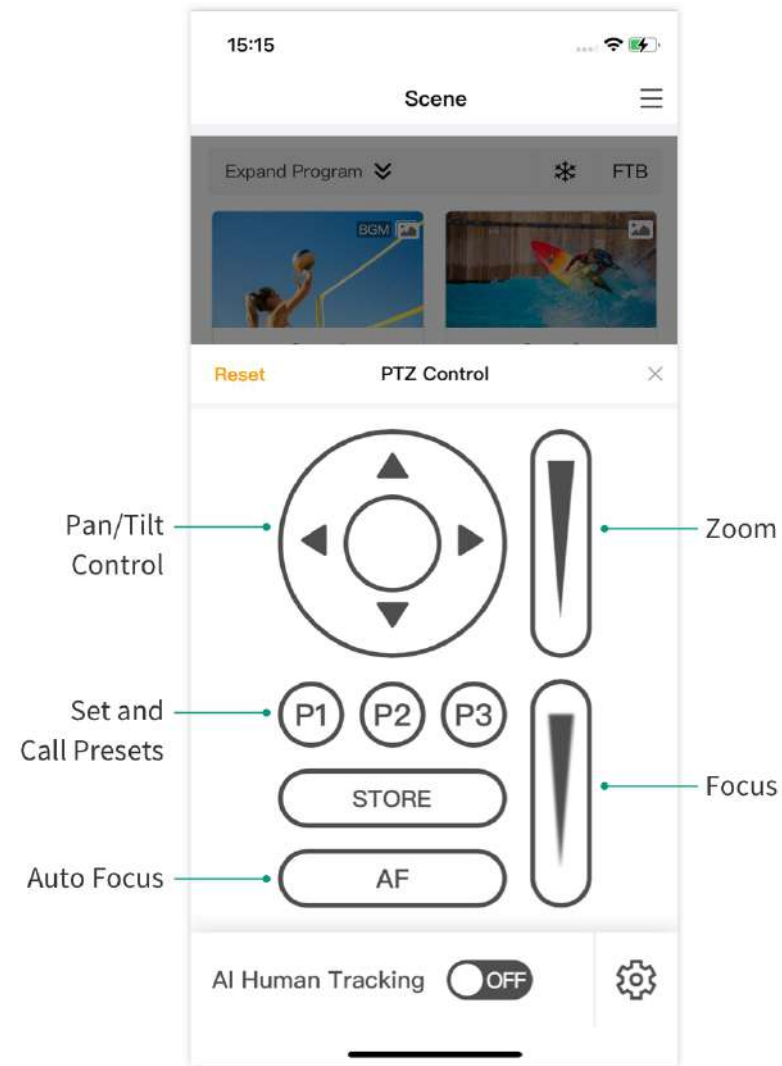 15:15
Scene
Expand Program
FTB
BGM
Reset
PTZ Control
Pan/Tilt
Control
Zoom
Set and
Call Presets
P1 P2 P3
STORE
Focus
Auto Focus
AF
AI Human Tracking
OFF